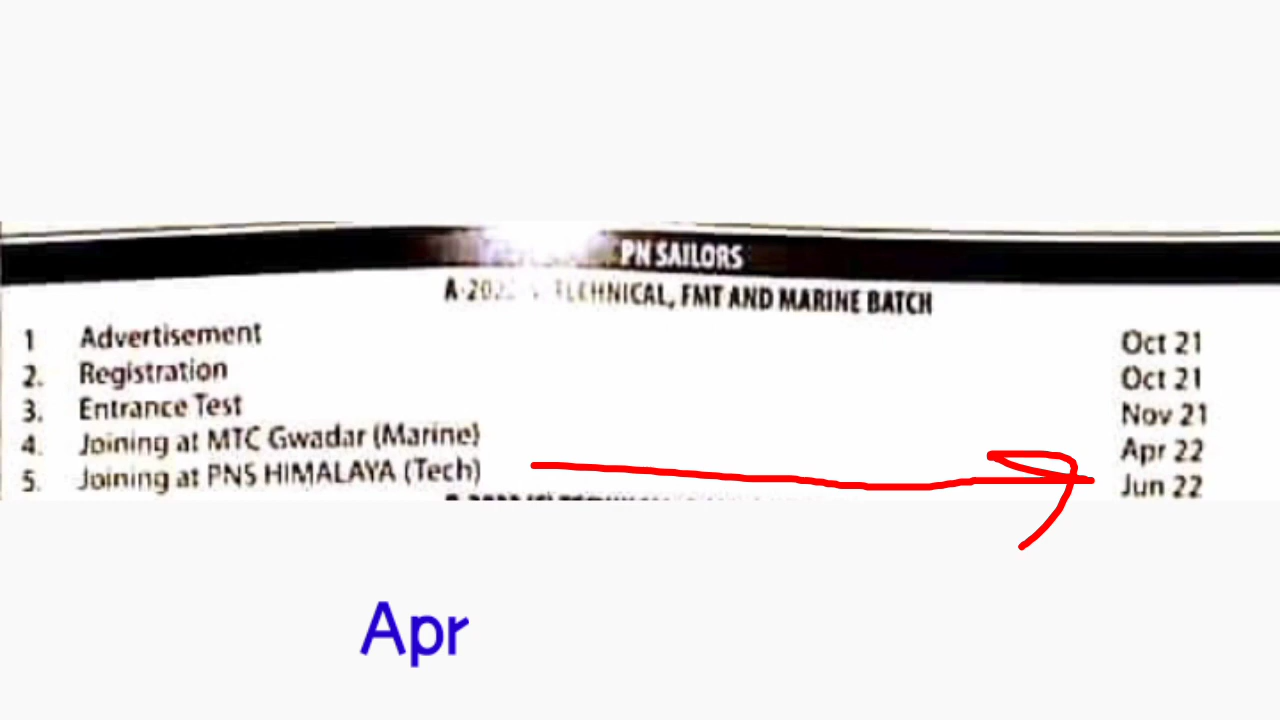 PN SAILORS
TECHNICAL, FMT AND MARINE BATCH
1 Advertisement Oct 21
2. Registration Oct 21
3. Entrance Test Nov 21
4. Joining at MTC Gwadar (Marine) Apr 22
5. Joining at PNS HIMALAYA (Tech) Jun 22
Apr